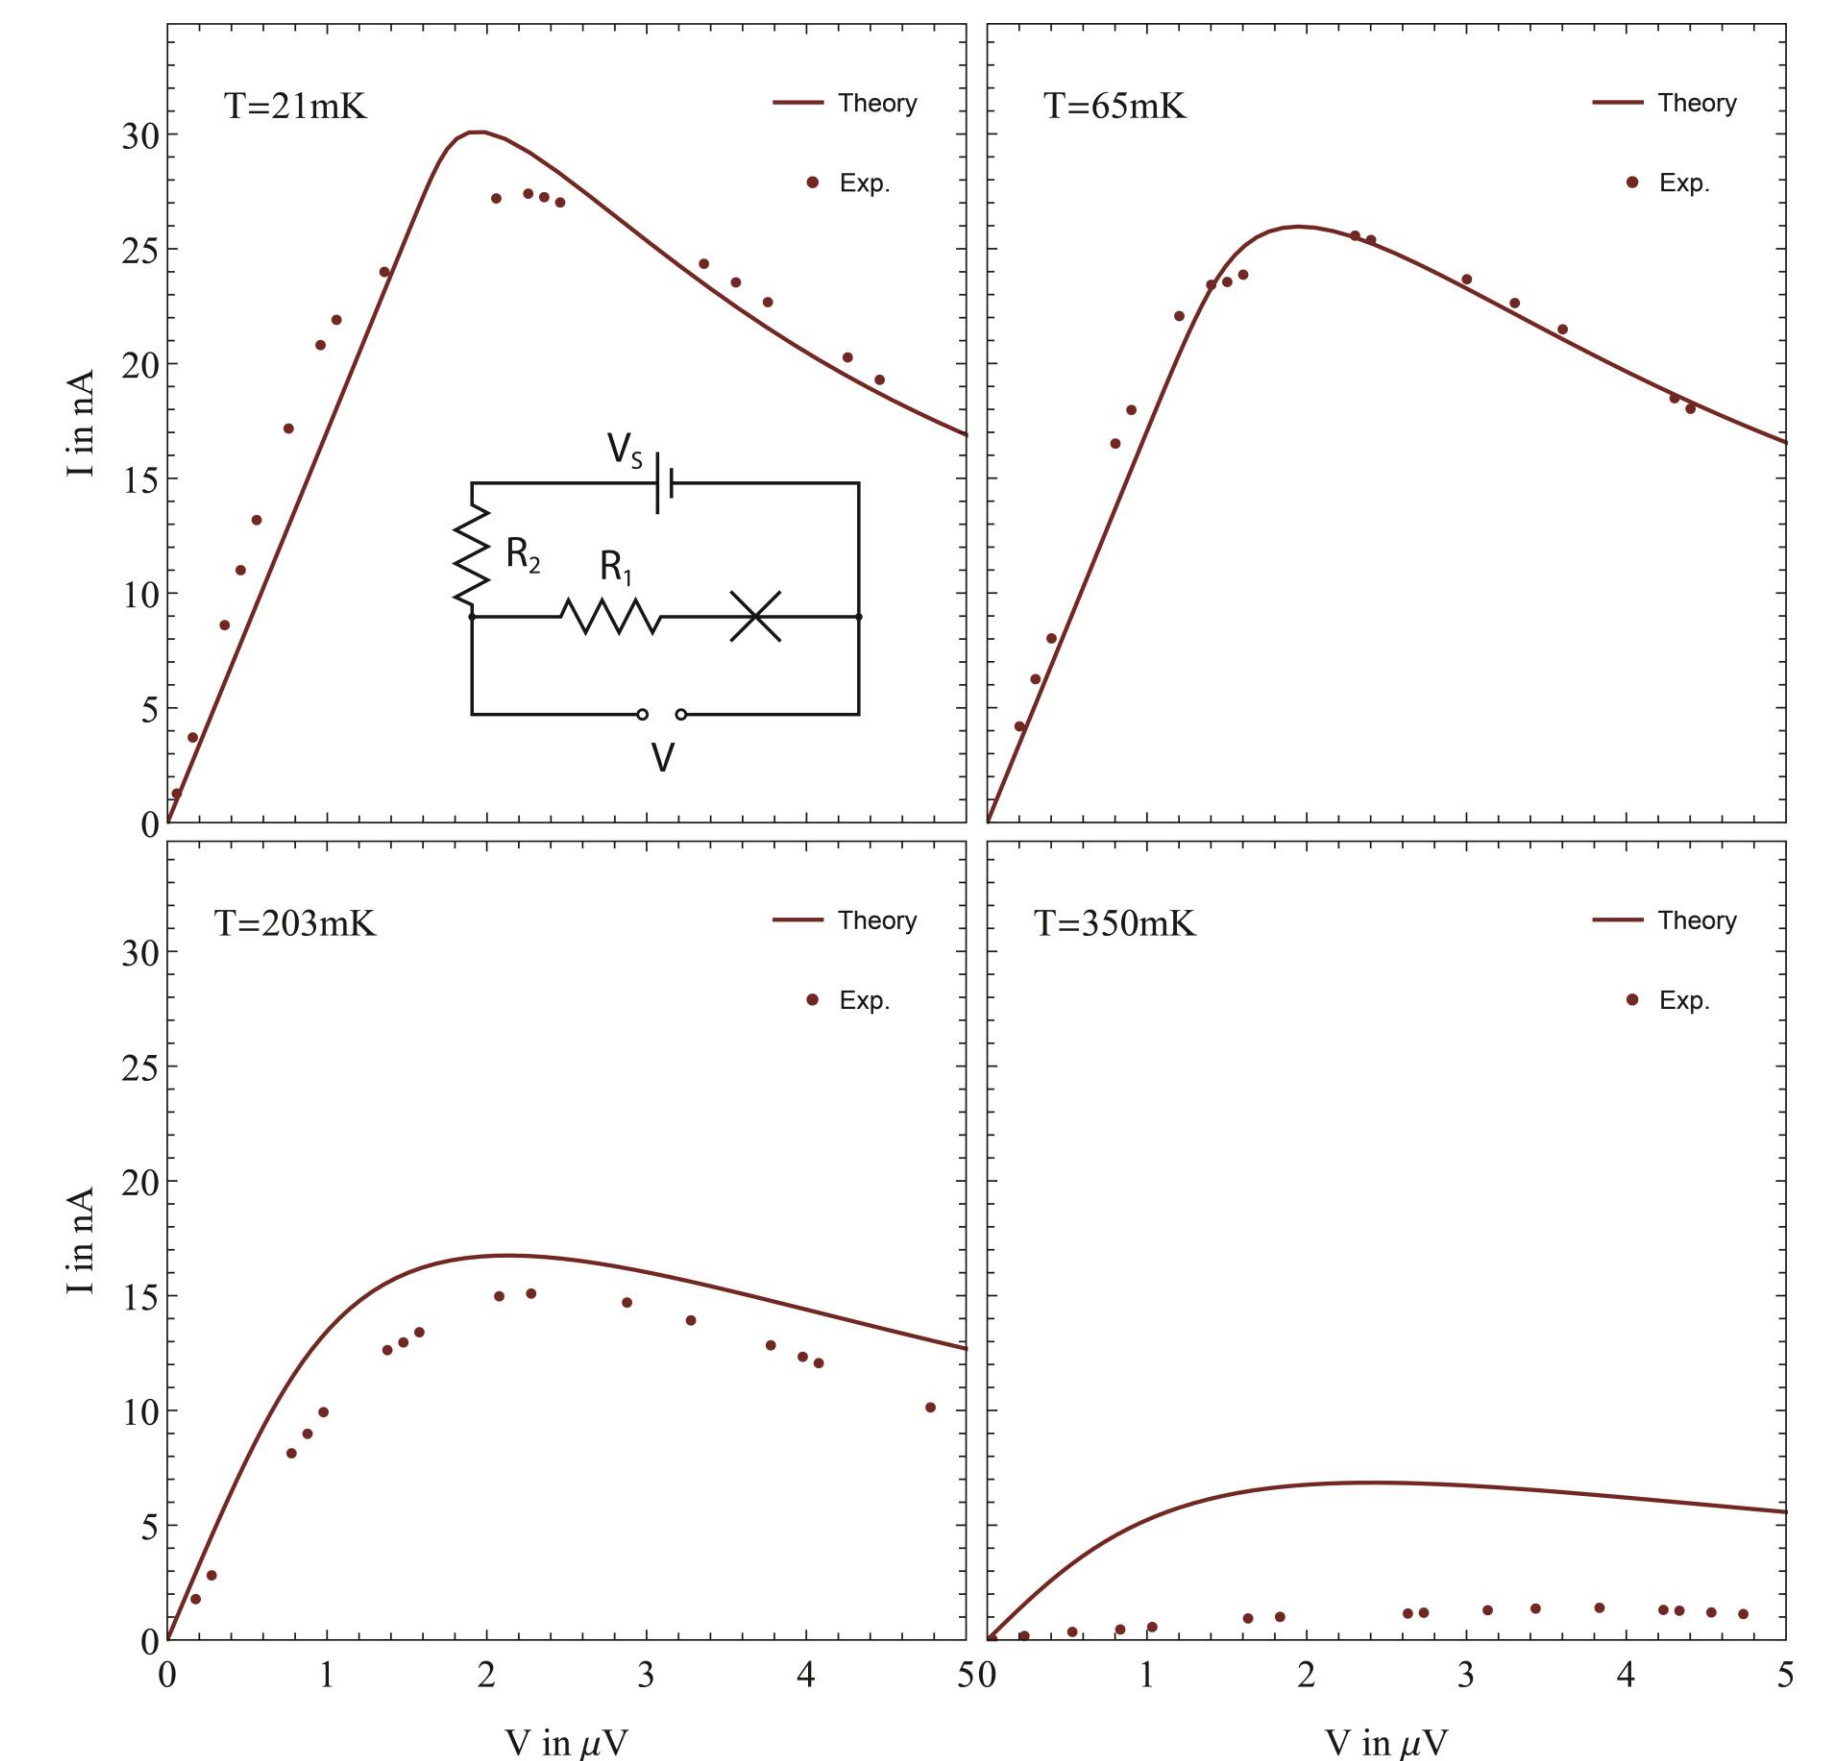 T=21mK
Theory
Exp.
30
25
20
15
10
5
0
I in nA
V_S
R_2
R_1
V
T=65mK
Theory
Exp.
T=203mK
Theory
Exp.
30
25
20
15
10
5
0
I in nA
0 1 2 3 4 5
V in μV
T=350mK
Theory
Exp.
0 1 2 3 4 5
V in μV